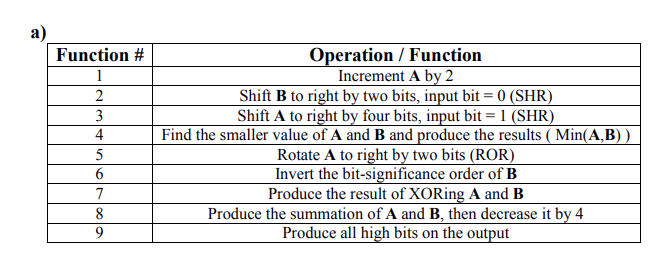 a)
Function # Operation / Function
1 Increment A by 2
2 Shift B to right by two bits, input bit = 0 (SHR)
3 Shift A to right by four bits, input bit = 1 (SHR)
4 Find the smaller value of A and B and produce the results ( Min(A,B) )
5 Rotate A to right by two bits (ROR)
6 Invert the bit-significance order of B
7 Produce the result of XORing A and B
8 Produce the summation of A and B, then decrease it by 4
9 Produce all high bits on the output